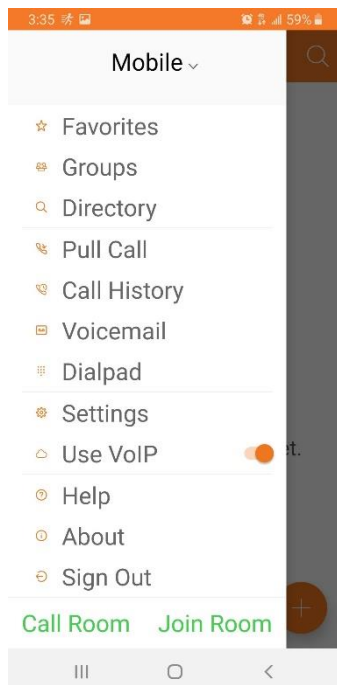 3:35 59%
Mobile
Favorites
Groups
Directory
Pull Call
Call History
Voicemail
Dialpad
Settings
Use VoIP
et.
Help
About
Sign Out
Call Room Join Room